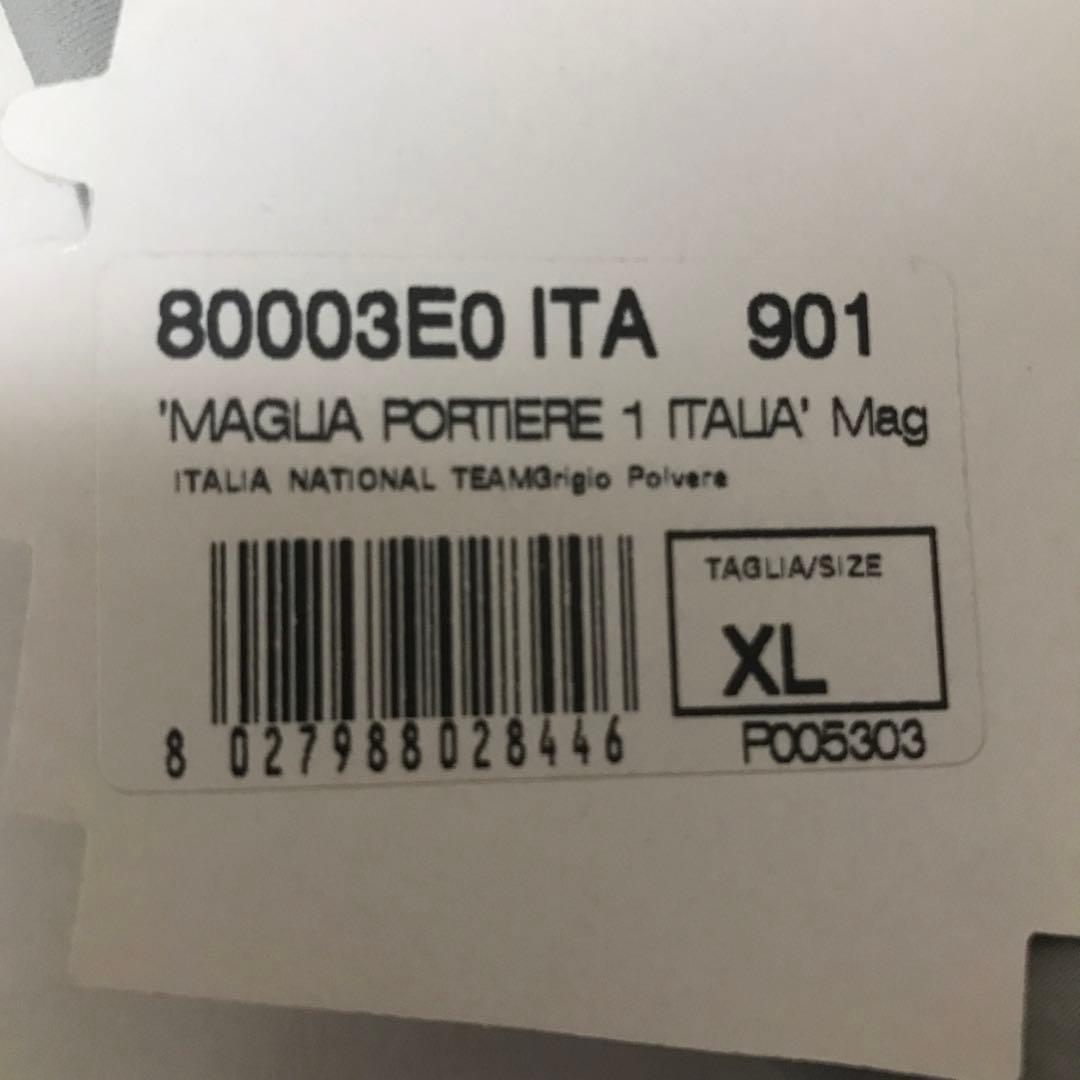 80003E0 ITA 901
'MAGLIA PORTIERE 1 ITALIA' Mag
ITALIA NATIONAL TEAMGrigio Polvere
TAGLIA/SIZE
XL
8 027988 028446
P005303